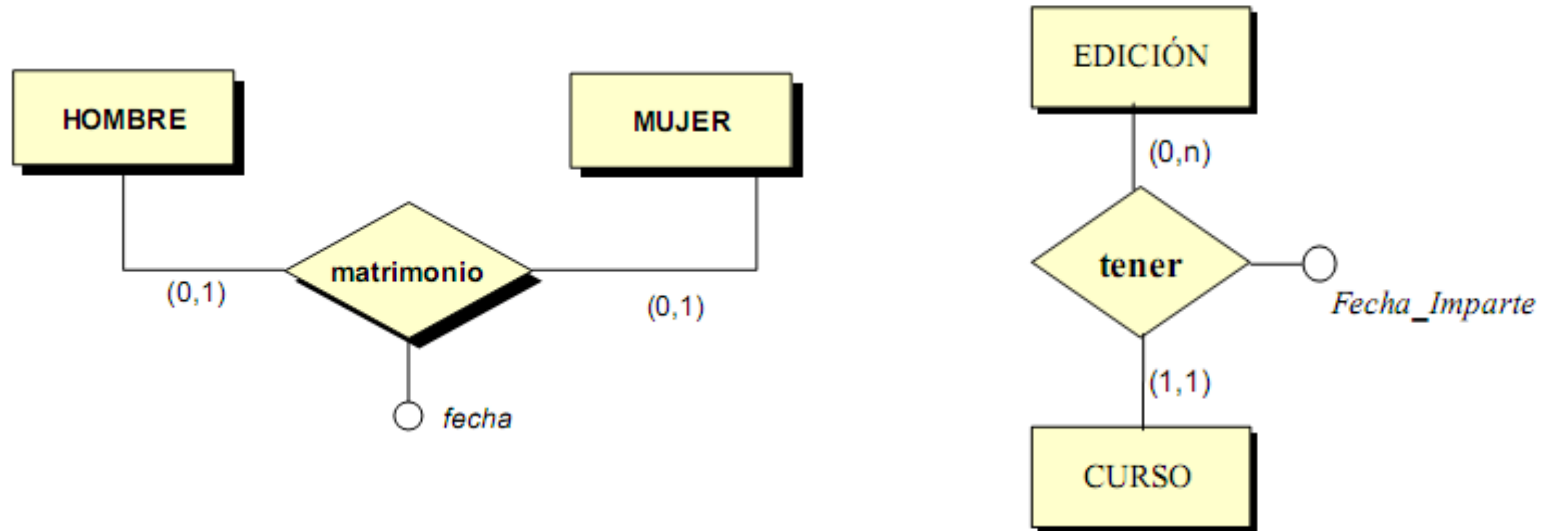 HOMBRE
MUJER
matrimonio
(0,1)
(0,1)
fecha
EDICIÓN
(0,n)
tener
Fecha_Imparte
(1,1)
CURSO